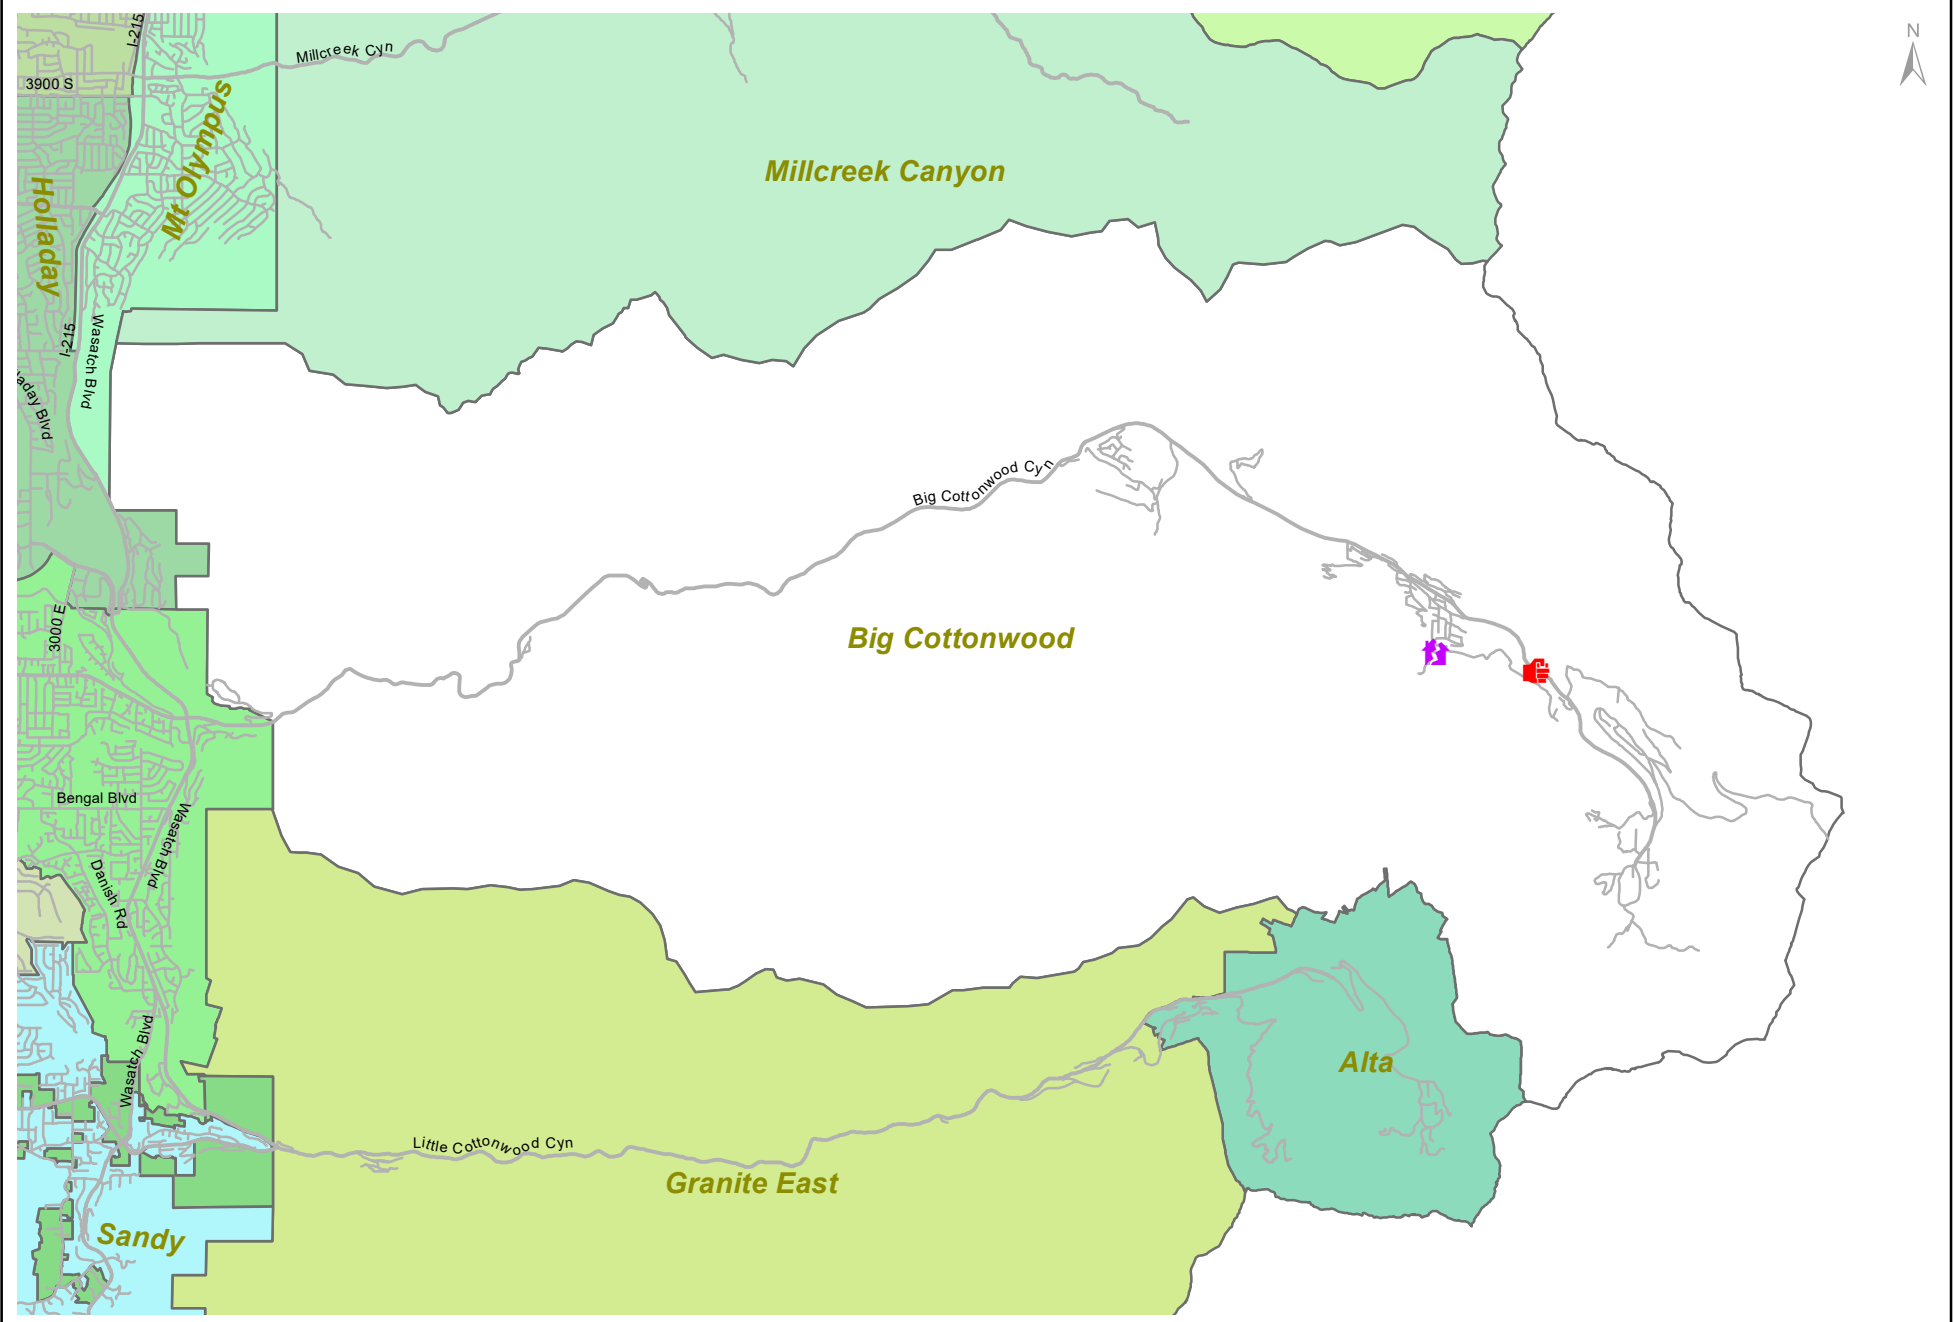 I-215
N
Millcreek Cyn
3900 S
Mt Olympus
Millcreek Canyon
Holladay
I-215
Wasatch Blvd
laday Blvd
Big Cottonwood Cyn
3000 E
Big Cottonwood
Bengal Blvd
Wasatch Blvd
Danish Rd
Wasatch Blvd
Alta
Little Cottonwood Cyn
Granite East
Sandy